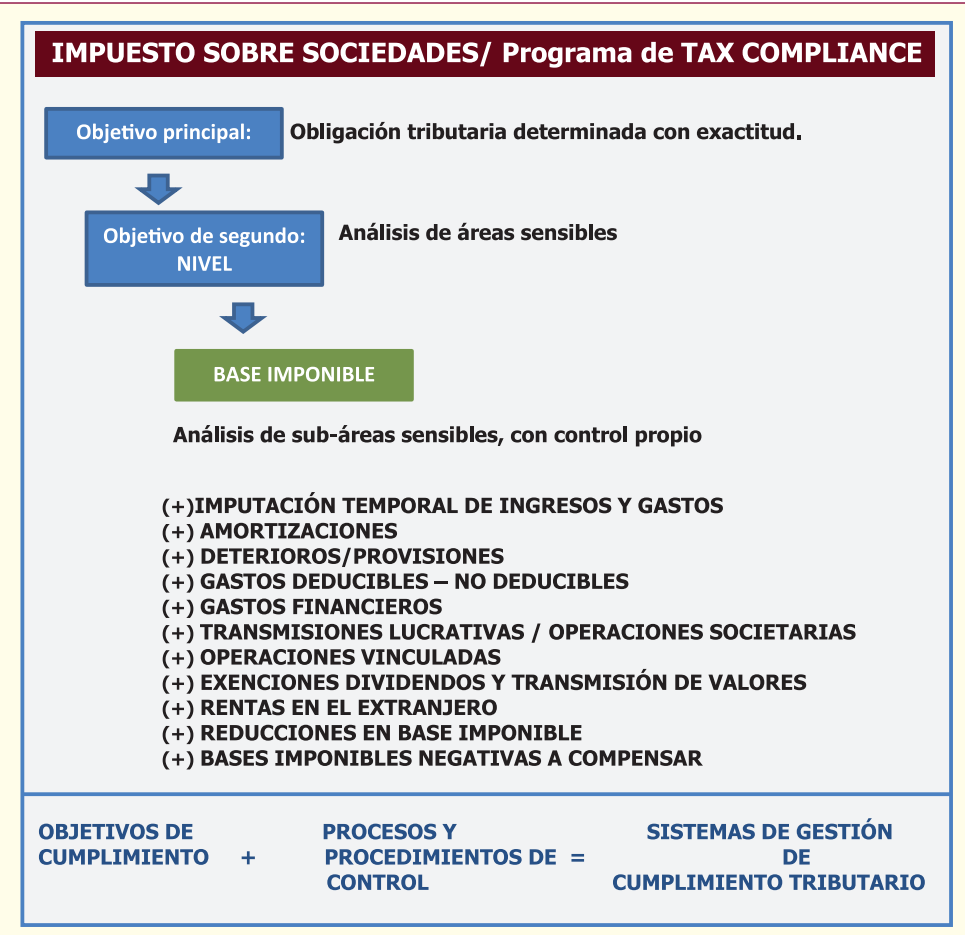 IMPUESTO SOBRE SOCIEDADES/ Programa de TAX COMPLIANCE
Objetivo principal:
Obligación tributaria determinada con exactitud.
Objetivo de segundo:
NIVEL
Análisis de áreas sensibles
BASE IMPONIBLE
Análisis de sub-áreas sensibles, con control propio
(+)IMPUTACIÓN TEMPORAL DE INGRESOS Y GASTOS
(+) AMORTIZACIONES
(+) DETERIOROS/PROVISIONES
(+) GASTOS DEDUCIBLES – NO DEDUCIBLES
(+) GASTOS FINANCIEROS
(+) TRANSMISIONES LUCRATIVAS / OPERACIONES SOCIETARIAS
(+) OPERACIONES VINCULADAS
(+) EXENCIONES DIVIDENDOS Y TRANSMISIÓN DE VALORES
(+) RENTAS EN EL EXTRANJERO
(+) REDUCCIONES EN BASE IMPONIBLE
(+) BASES IMPONIBLES NEGATIVAS A COMPENSAR
OBJETIVOS DE
CUMPLIMIENTO +
PROCESOS Y
PROCEDIMIENTOS DE =
CONTROL
SISTEMAS DE GESTIÓN
DE
CUMPLIMIENTO TRIBUTARIO